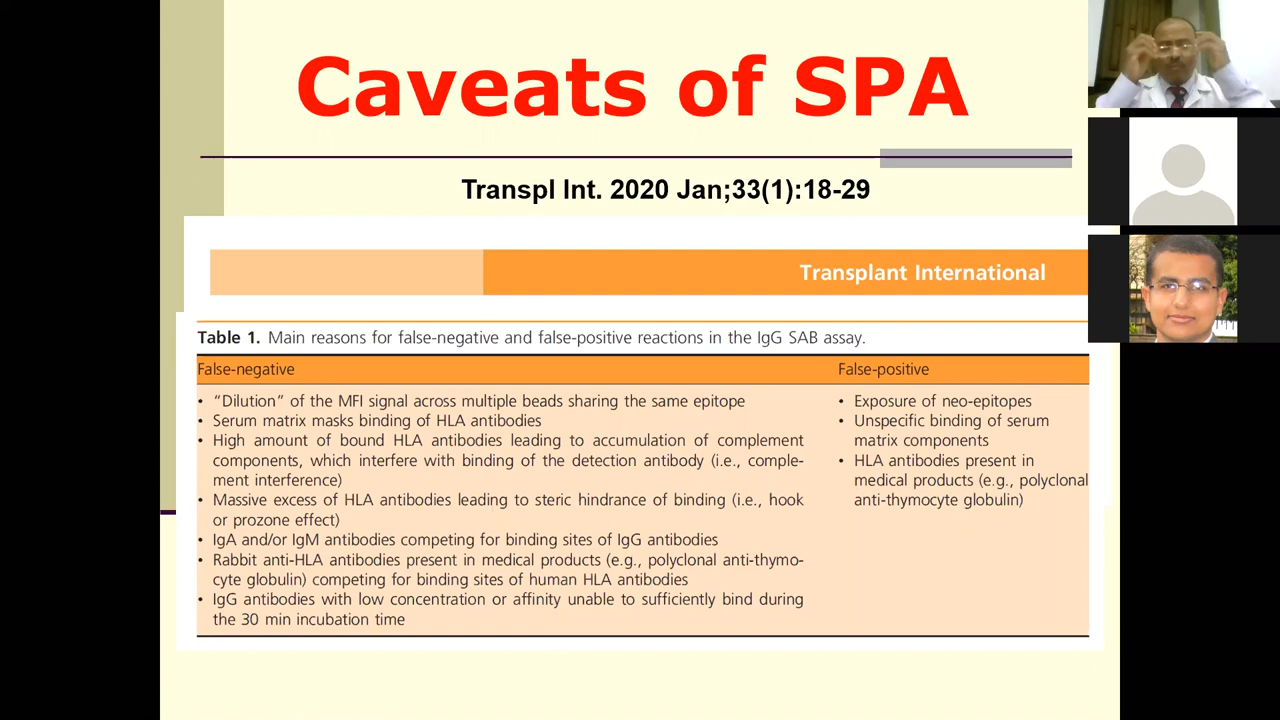 Caveats of SPA
Transpl Int. 2020 Jan;33(1):18-29
Transplant International
Table 1. Main reasons for false-negative and false-positive reactions in the IgG SAB assay.
False-negative
• “Dilution” of the MFI signal across multiple beads sharing the same epitope
• Serum matrix masks binding of HLA antibodies
• High amount of bound HLA antibodies leading to accumulation of complement
components, which interfere with binding of the detection antibody (i.e., comple-
ment interference)
• Massive excess of HLA antibodies leading to steric hindrance of binding (i.e., hook
or prozone effect)
• IgA and/or IgM antibodies competing for binding sites of IgG antibodies
• Rabbit anti-HLA antibodies present in medical products (e.g., polyclonal anti-thymo-
cyte globulin) competing for binding sites of human HLA antibodies
• IgG antibodies with low concentration or affinity unable to sufficiently bind during
the 30 min incubation time
False-positive
• Exposure of neo-epitopes
• Unspecific binding of serum
matrix components
• HLA antibodies present in
medical products (e.g., polyclonal
anti-thymocyte globulin)